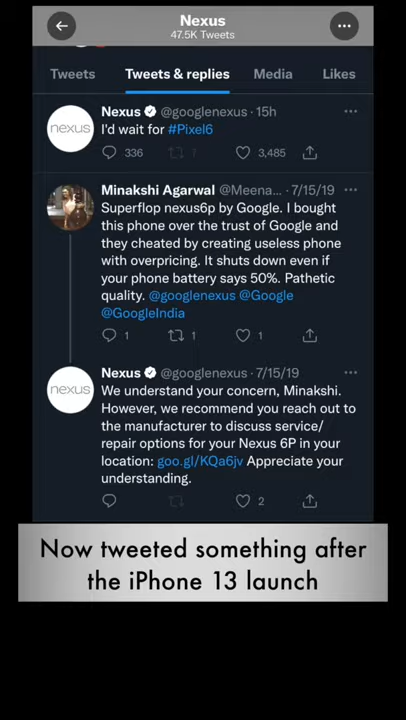 Nexus
47.5K Tweets
Tweets
Tweets & replies
Media
Likes
nexus
Nexus @googlenexus · 15h
I'd wait for #Pixel6
336
1
3,485
Minakshi Agarwal @Meena... · 7/15/19
Superflop nexus6p by Google. I bought
this phone over the trust of Google and
they cheated by creating useless phone
with overpricing. It shuts down even if
your phone battery says 50%. Pathetic
quality. @googlenexus @Google
@GoogleIndia
1
1
1
nexus
Nexus @googlenexus · 7/15/19
We understand your concern, Minakshi.
However, we recommend you reach out to
the manufacturer to discuss service/
repair options for your Nexus 6P in your
location: goo.gl/KQa6jv Appreciate your
understanding.
2
Now tweeted something after
the iPhone 13 launch